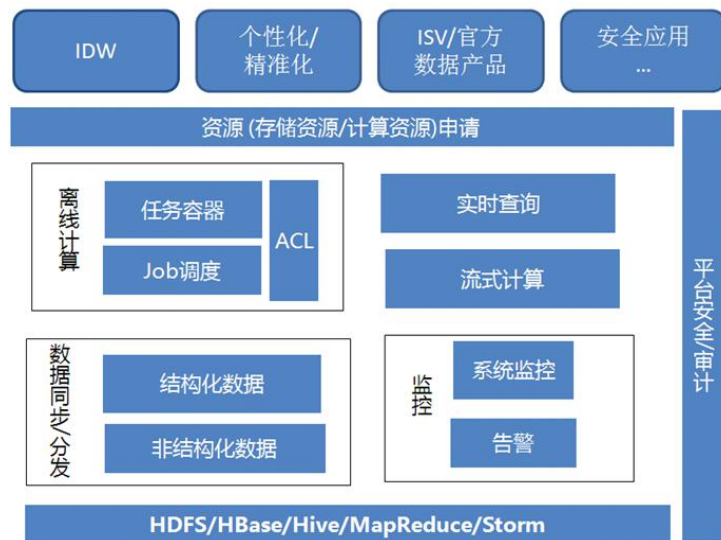 IDW
个性化/
精准化
ISV/官方
数据产品
安全应用
...
资源 (存储资源/计算资源)申请
离线计算
任务容器
Job调度
ACL
实时查询
流式计算
平台安全/审计
数据同步/分发
结构化数据
非结构化数据
监控
系统监控
告警
HDFS/HBase/Hive/MapReduce/Storm